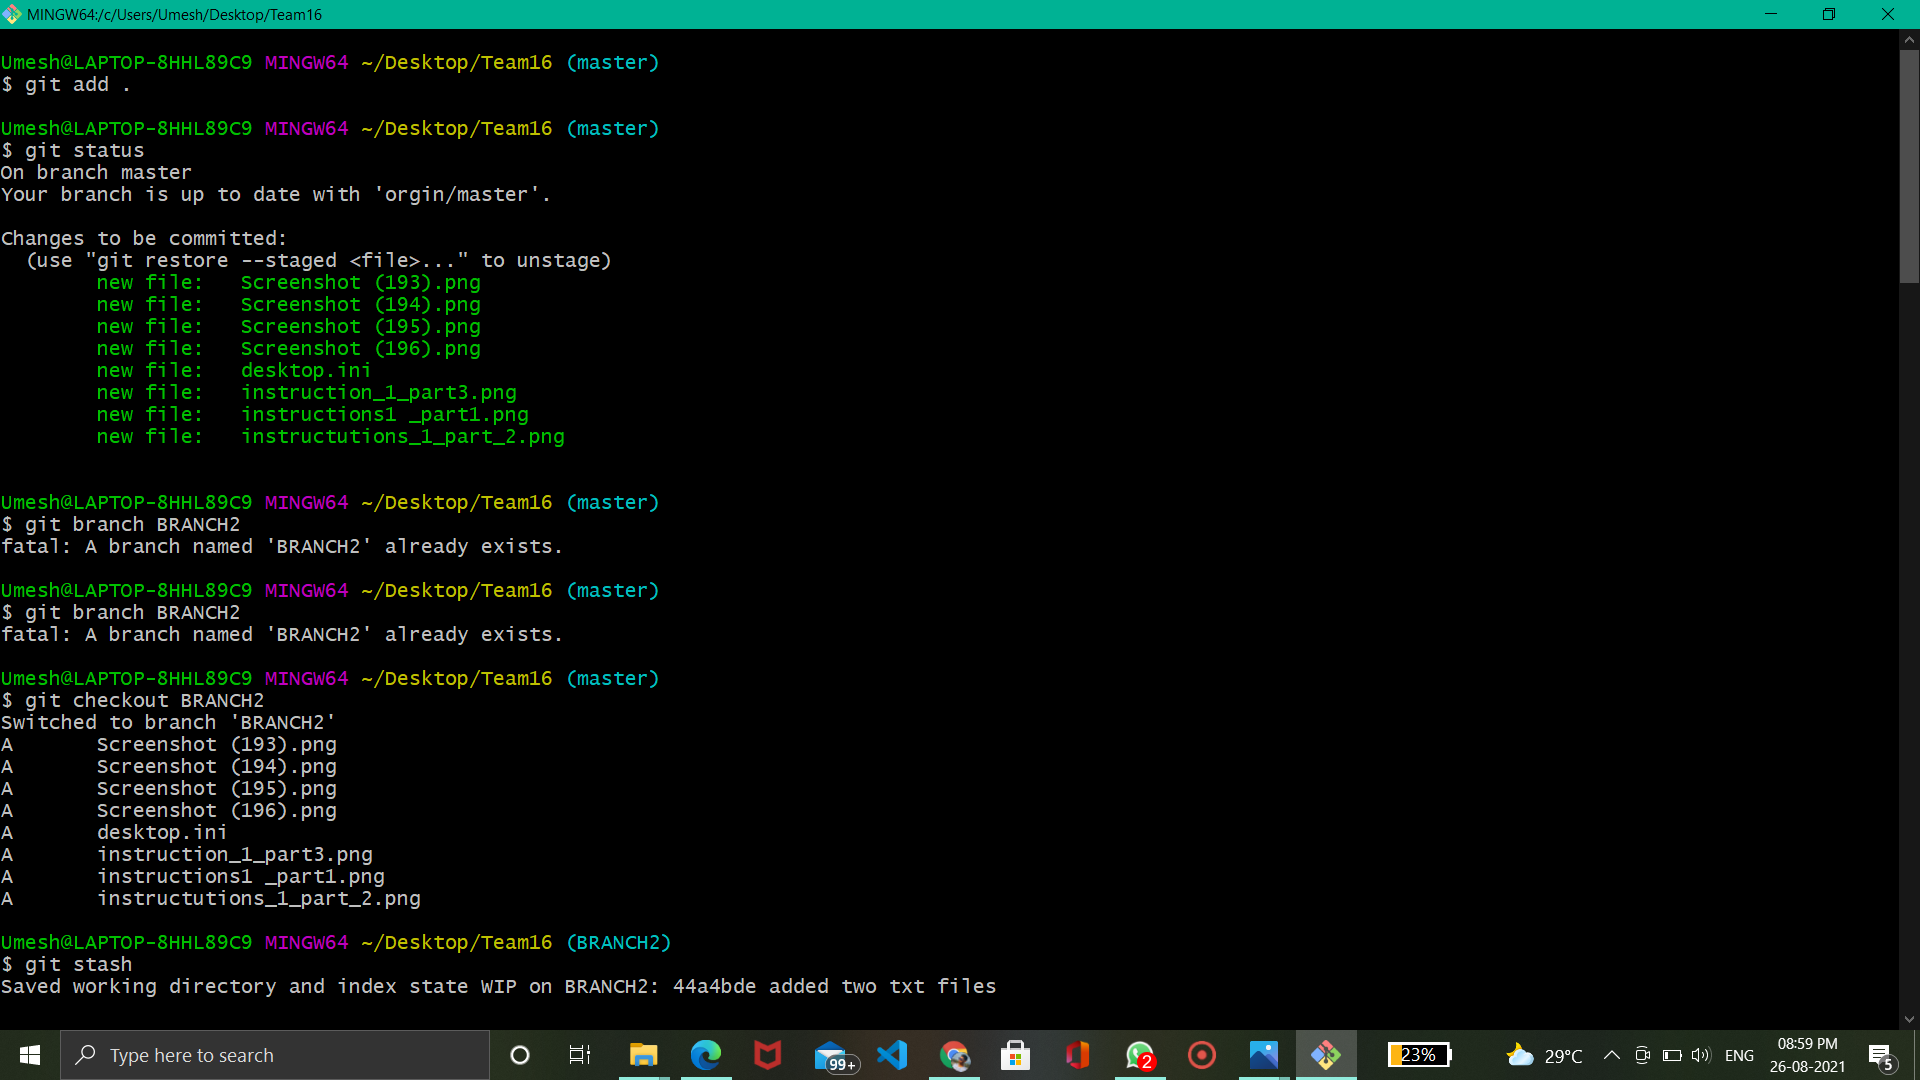 MINGW64:/c/Users/Umesh/Desktop/Team16
Umesh@LAPTOP-8HHL89C9 MINGW64 ~/Desktop/Team16 (master)
$ git add .
Umesh@LAPTOP-8HHL89C9 MINGW64 ~/Desktop/Team16 (master)
$ git status
On branch master
Your branch is up to date with 'orgin/master'.
Changes to be committed:
  (use "git restore --staged <file>..." to unstage)
        new file:   Screenshot (193).png
        new file:   Screenshot (194).png
        new file:   Screenshot (195).png
        new file:   Screenshot (196).png
        new file:   desktop.ini
        new file:   instruction_1_part3.png
        new file:   instructions1 _part1.png
        new file:   instructutions_1_part_2.png
Umesh@LAPTOP-8HHL89C9 MINGW64 ~/Desktop/Team16 (master)
$ git branch BRANCH2
fatal: A branch named 'BRANCH2' already exists.
Umesh@LAPTOP-8HHL89C9 MINGW64 ~/Desktop/Team16 (master)
$ git branch BRANCH2
fatal: A branch named 'BRANCH2' already exists.
Umesh@LAPTOP-8HHL89C9 MINGW64 ~/Desktop/Team16 (master)
$ git checkout BRANCH2
Switched to branch 'BRANCH2'
A       Screenshot (193).png
A       Screenshot (194).png
A       Screenshot (195).png
A       Screenshot (196).png
A       desktop.ini
A       instruction_1_part3.png
A       instructions1 _part1.png
A       instructutions_1_part_2.png
Umesh@LAPTOP-8HHL89C9 MINGW64 ~/Desktop/Team16 (BRANCH2)
$ git stash
Saved working directory and index state WIP on BRANCH2: 44a4bde added two txt files
Type here to search
99+
2
23%
29°C
ENG
08:59 PM
26-08-2021
5